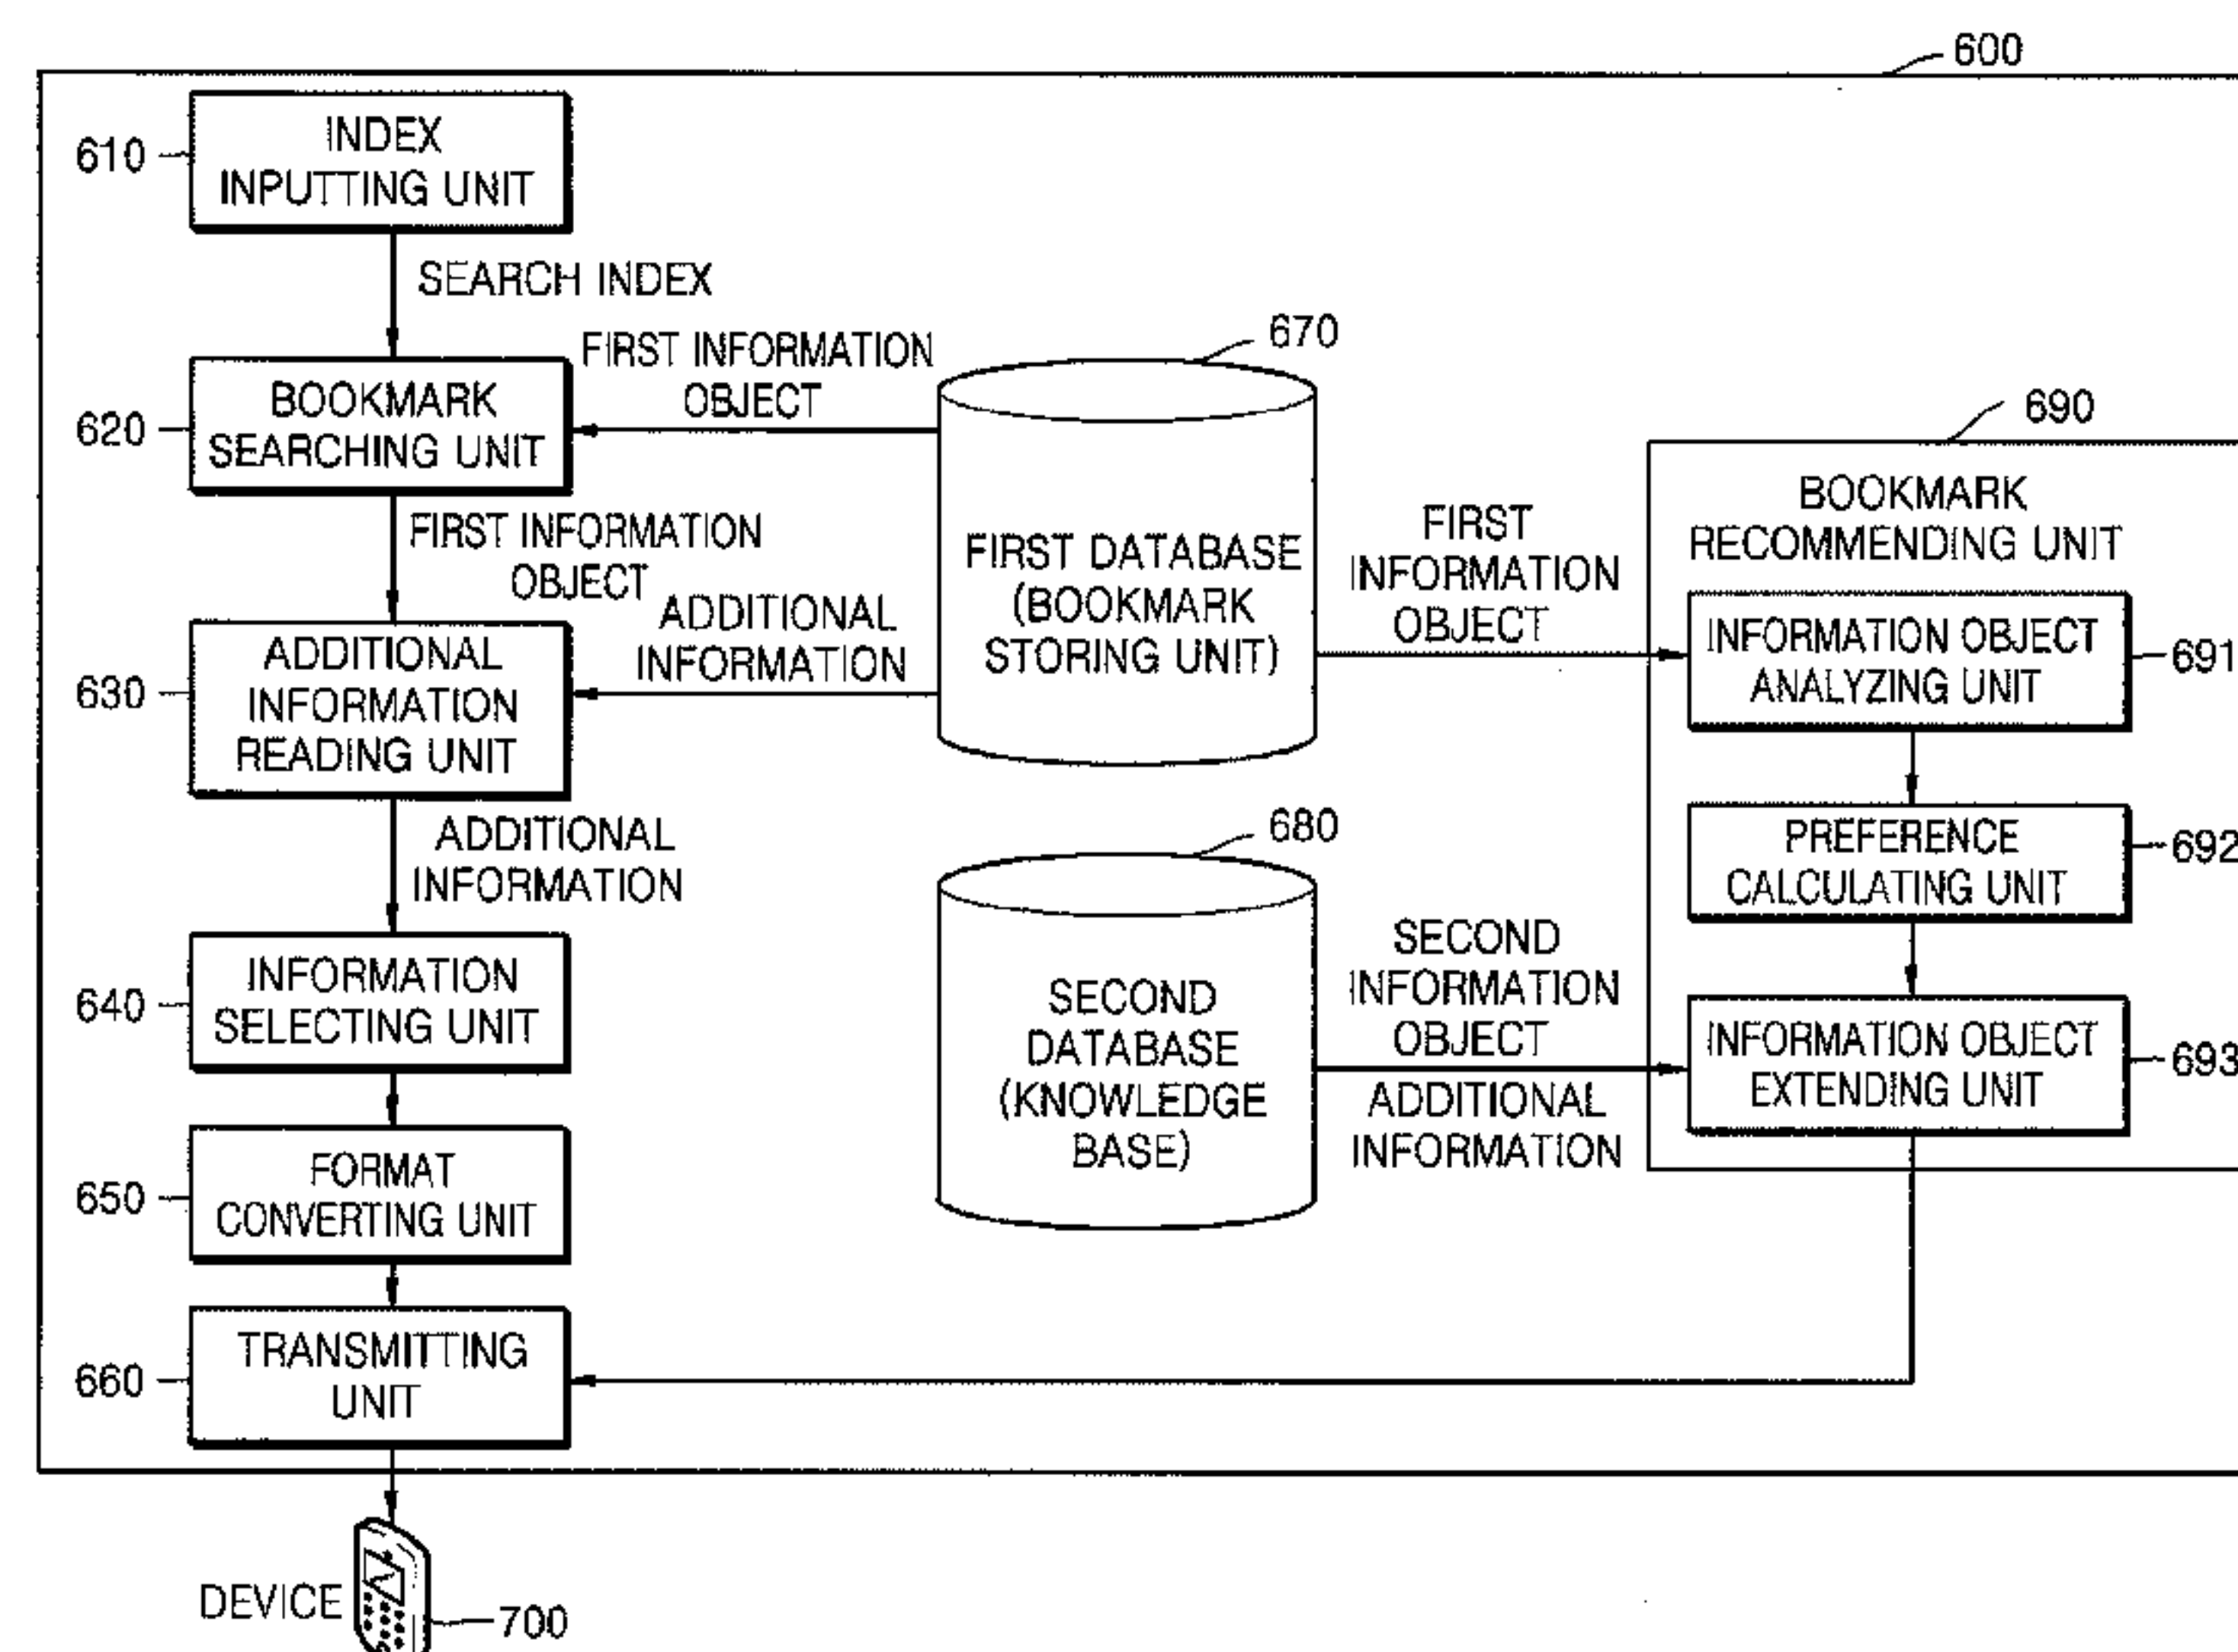 600
610
INDEX
INPUTTING UNIT
SEARCH INDEX
620
BOOKMARK
SEARCHING UNIT
FIRST INFORMATION
OBJECT
670
FIRST DATABASE
(BOOKMARK
STORING UNIT)
FIRST INFORMATION
OBJECT
ADDITIONAL
INFORMATION
630
ADDITIONAL
INFORMATION
READING UNIT
ADDITIONAL
INFORMATION
640
INFORMATION
SELECTING UNIT
650
FORMAT
CONVERTING UNIT
660
TRANSMITTING
UNIT
680
SECOND
DATABASE
(KNOWLEDGE
BASE)
FIRST
INFORMATION
OBJECT
SECOND
INFORMATION
OBJECT
ADDITIONAL
INFORMATION
690
BOOKMARK
RECOMMENDING UNIT
INFORMATION OBJECT
ANALYZING UNIT
691
PREFERENCE
CALCULATING UNIT
692
INFORMATION OBJECT
EXTENDING UNIT
693
DEVICE
700